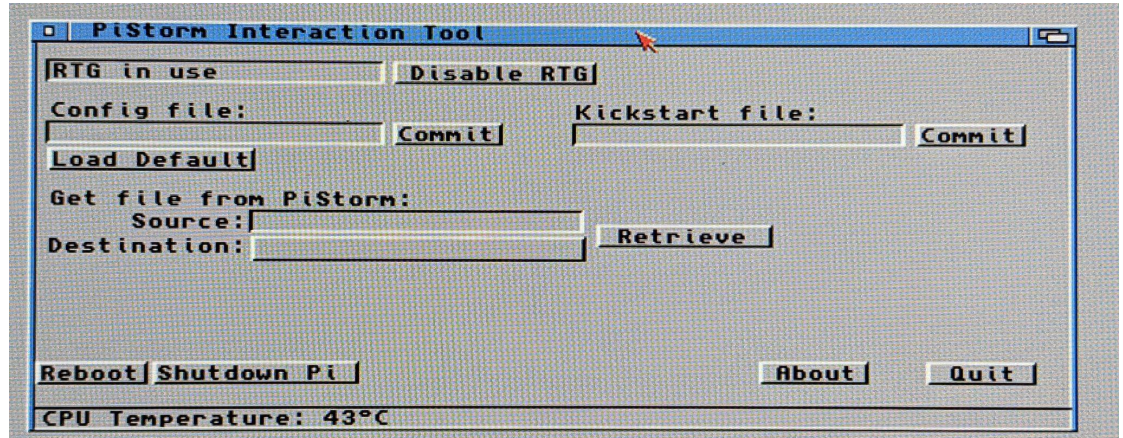 PiStorm Interaction Tool
RTG in use Disable RTG
Config file: Kickstart file:
Commit Commit
Load Default
Get file from PiStorm:
Source:
Retrieve
Destination:
Reboot Shutdown Pi About Quit
CPU Temperature: 43°C